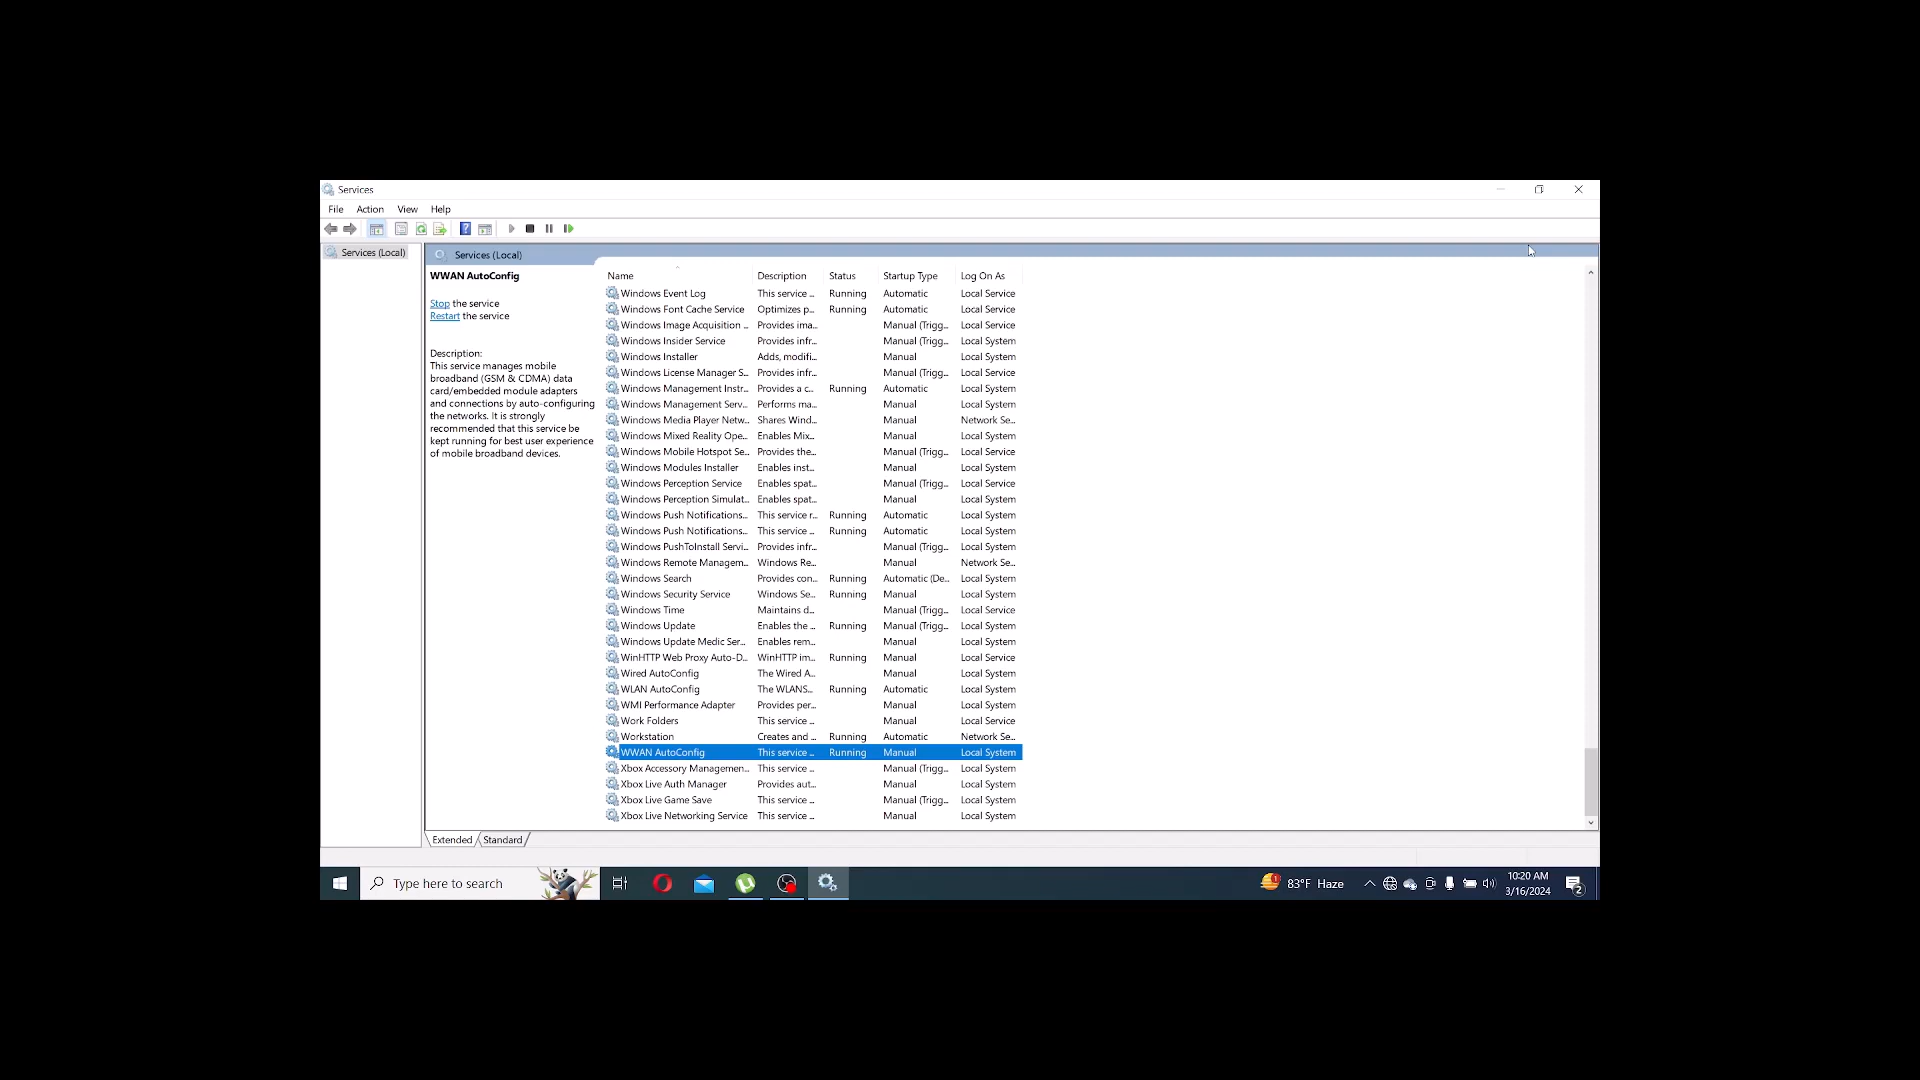 Services
File Action View Help
Services (Local)
Services (Local)
WWAN AutoConfig
Stop the service
Restart the service
Description:
This service manages mobile
broadband (GSM & CDMA) data
card/embedded module adapters
and connections by auto-configuring
the networks. It is strongly
recommended that this service be
kept running for best user experience
of mobile broadband devices.
Name Description Status Startup Type Log On As
Windows Event Log This service ... Running Automatic Local Service
Windows Font Cache Service Optimizes p... Running Automatic Local Service
Windows Image Acquisition ... Provides ima... Manual (Trigg... Local Service
Windows Insider Service Provides infr... Manual (Trigg... Local System
Windows Installer Adds, modifi... Manual Local System
Windows License Manager S... Provides infr... Manual (Trigg... Local Service
Windows Management Instr... Provides a c... Running Automatic Local System
Windows Management Serv... Performs ma... Manual Local System
Windows Media Player Netw... Shares Wind... Manual Network Se...
Windows Mixed Reality Ope... Enables Mix... Manual Local System
Windows Mobile Hotspot Se... Provides the... Manual (Trigg... Local Service
Windows Modules Installer Enables inst... Manual Local System
Windows Perception Service Enables spat... Manual (Trigg... Local Service
Windows Perception Simulat... Enables spat... Manual Local System
Windows Push Notifications... This service r... Running Automatic Local System
Windows Push Notifications... This service ... Running Automatic Local System
Windows PushToInstall Servi... Provides infr... Manual (Trigg... Local System
Windows Remote Managem... Windows Re... Manual Network Se...
Windows Search Provides con... Running Automatic (De... Local System
Windows Security Service Windows Se... Running Manual Local System
Windows Time Maintains d... Manual (Trigg... Local Service
Windows Update Enables the ... Running Manual (Trigg... Local System
Windows Update Medic Ser... Enables rem... Manual Local System
WinHTTP Web Proxy Auto-D... WinHTTP im... Running Manual Local Service
Wired AutoConfig The Wired A... Manual Local System
WLAN AutoConfig The WLANS... Running Automatic Local System
WMI Performance Adapter Provides per... Manual Local System
Work Folders This service ... Manual Local Service
Workstation Creates and ... Running Automatic Network Se...
WWAN AutoConfig This service ... Running Manual Local System
Xbox Accessory Managemen... This service ... Manual (Trigg... Local System
Xbox Live Auth Manager Provides aut... Manual Local System
Xbox Live Game Save This service ... Manual (Trigg... Local System
Xbox Live Networking Service This service ... Manual Local System
Extended Standard
Type here to search
83°F Haze
10:20 AM
3/16/2024
2